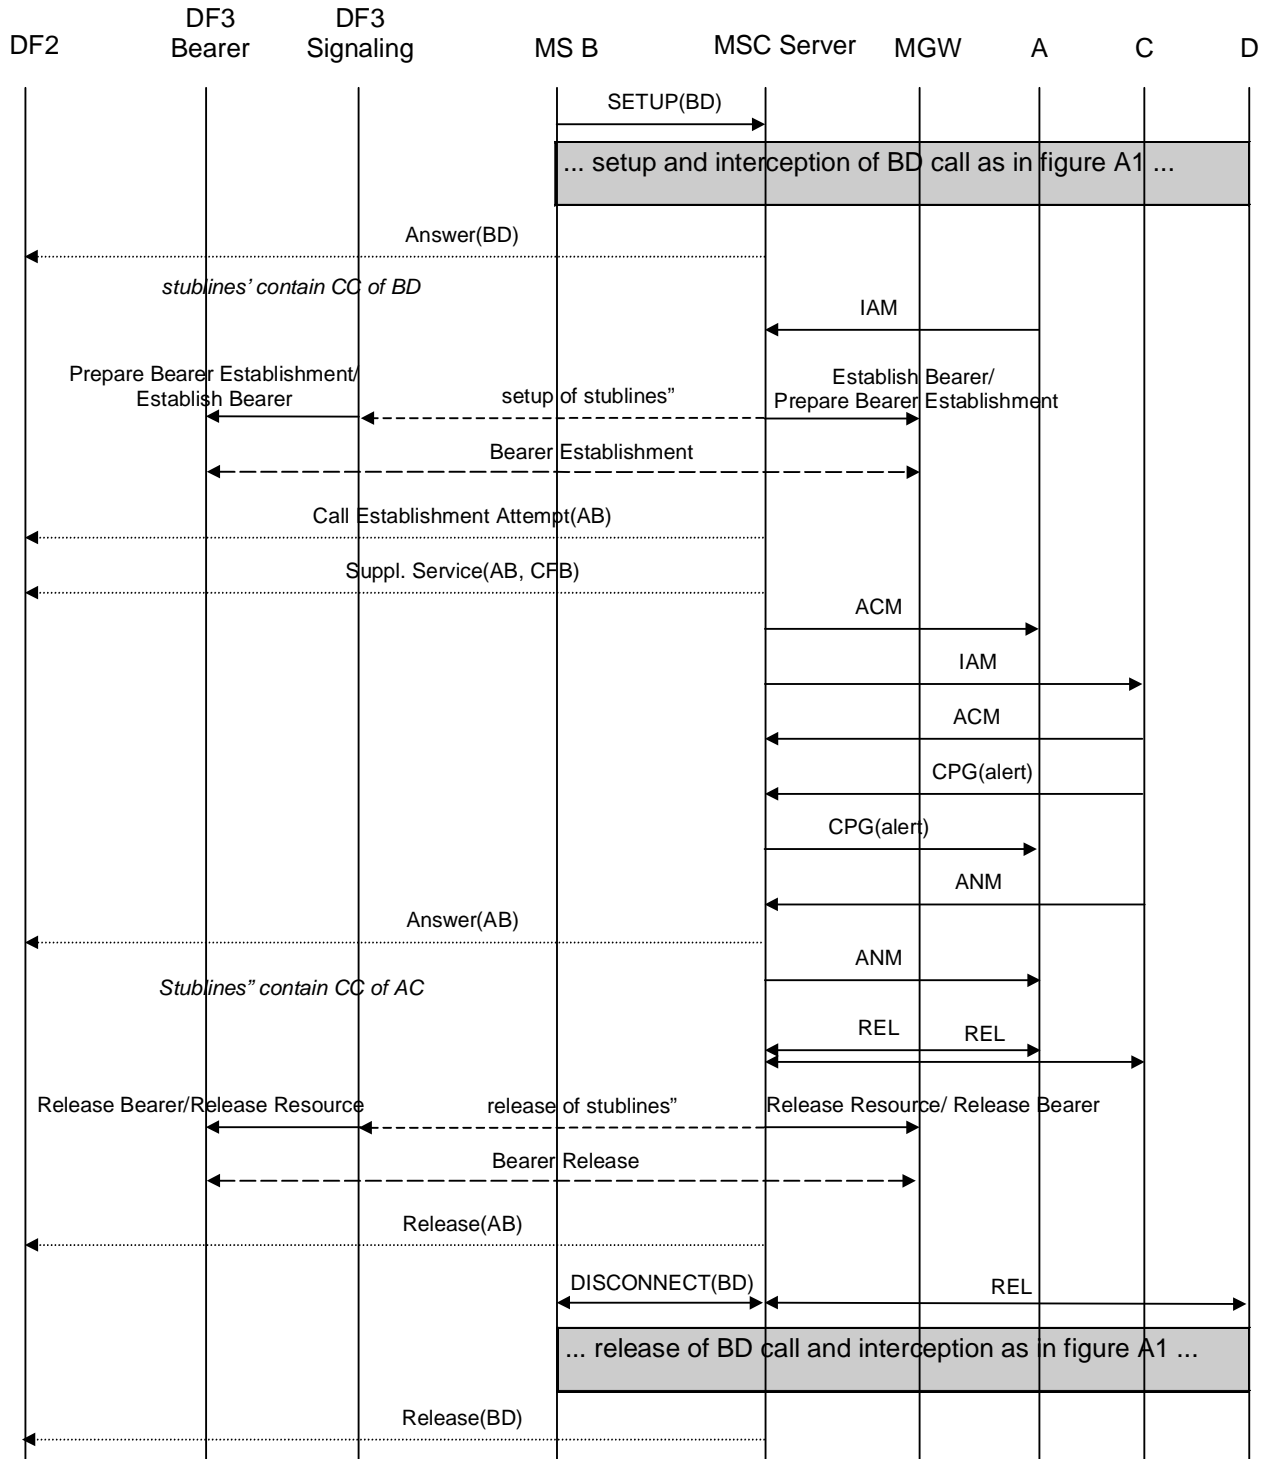 DF2
DF3
Bearer
DF3
Signaling
MS B
MSC Server
MGW
A
C
D
SETUP(BD)
... setup and interception of BD call as in figure A1 ...
Answer(BD)
stublines’ contain CC of BD
IAM
Prepare Bearer Establishment/
Establish Bearer
setup of stublines”
Establish Bearer/
Prepare Bearer Establishment
Bearer Establishment
Call Establishment Attempt(AB)
Suppl. Service(AB, CFB)
ACM
IAM
ACM
CPG(alert)
CPG(alert)
ANM
Answer(AB)
ANM
Stublines” contain CC of AC
REL
REL
Release Bearer/Release Resource
release of stublines”
Release Resource/ Release Bearer
Bearer Release
Release(AB)
DISCONNECT(BD)
REL
... release of BD call and interception as in figure A1 ...
Release(BD)